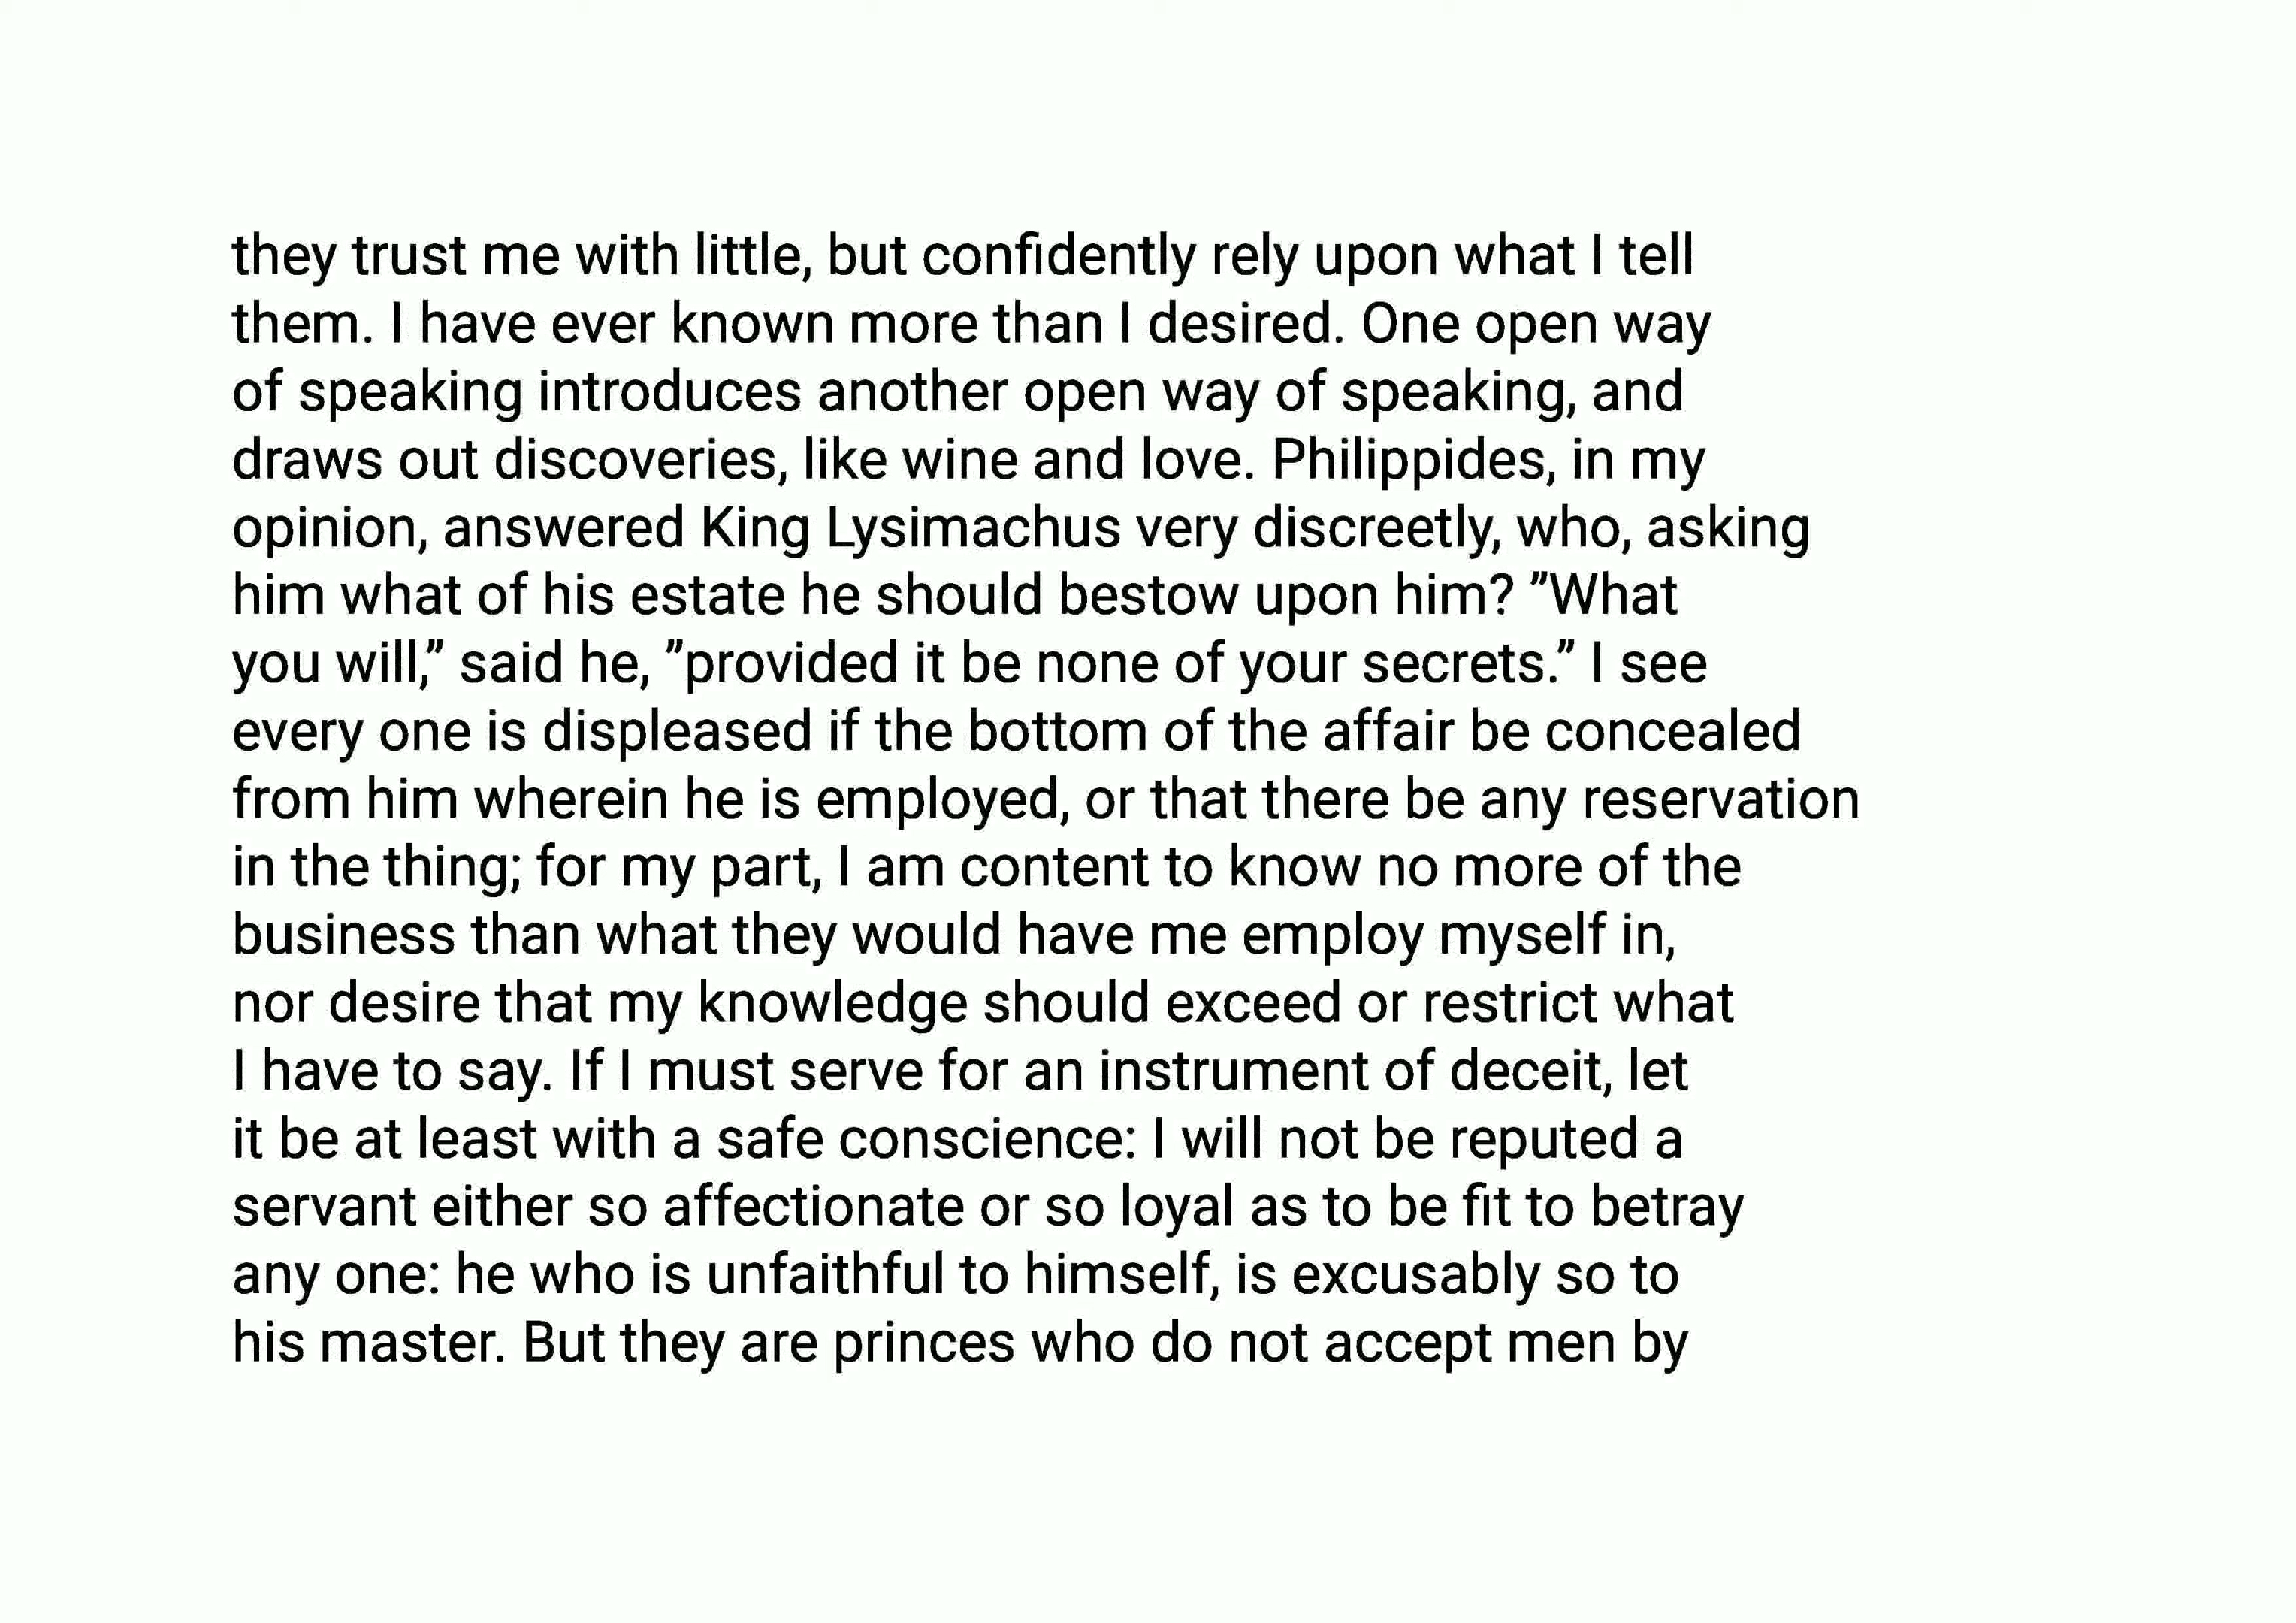 they trust me with little, but confidently rely upon what I tell
them. I have ever known more than I desired. One open way
of speaking introduces another open way of speaking, and
draws out discoveries, like wine and love. Philippides, in my
opinion, answered King Lysimachus very discreetly, who, asking
him what of his estate he should bestow upon him? ”What
you will,” said he, ”provided it be none of your secrets.” I see
every one is displeased if the bottom of the affair be concealed
from him wherein he is employed, or that there be any reservation
in the thing; for my part, I am content to know no more of the
business than what they would have me employ myself in,
nor desire that my knowledge should exceed or restrict what
I have to say. If I must serve for an instrument of deceit, let
it be at least with a safe conscience: I will not be reputed a
servant either so affectionate or so loyal as to be fit to betray
any one: he who is unfaithful to himself, is excusably so to
his master. But they are princes who do not accept men by